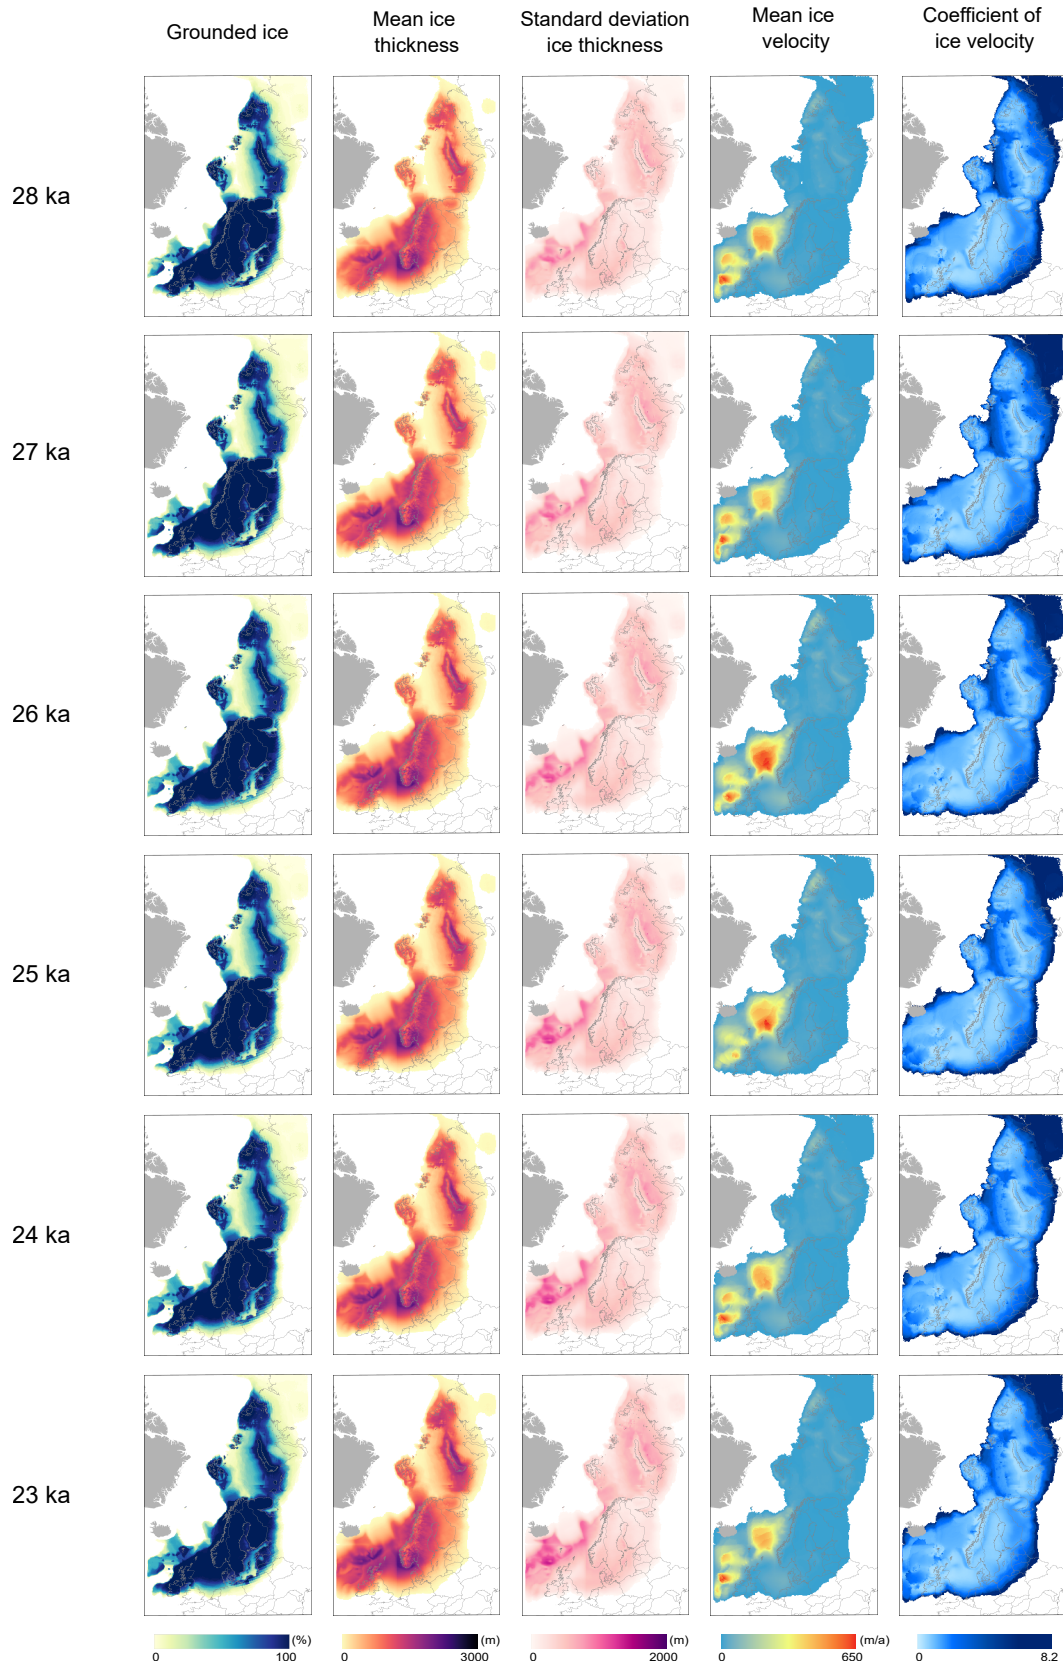 Grounded ice
Mean ice
thickness
Standard deviation
ice thickness
Mean ice
velocity
Coefficient of
ice velocity
28 ka
27 ka
26 ka
25 ka
24 ka
23 ka
0 100 (%)
0 3000 (m)
0 2000 (m)
0 650 (m/a)
0 8.2